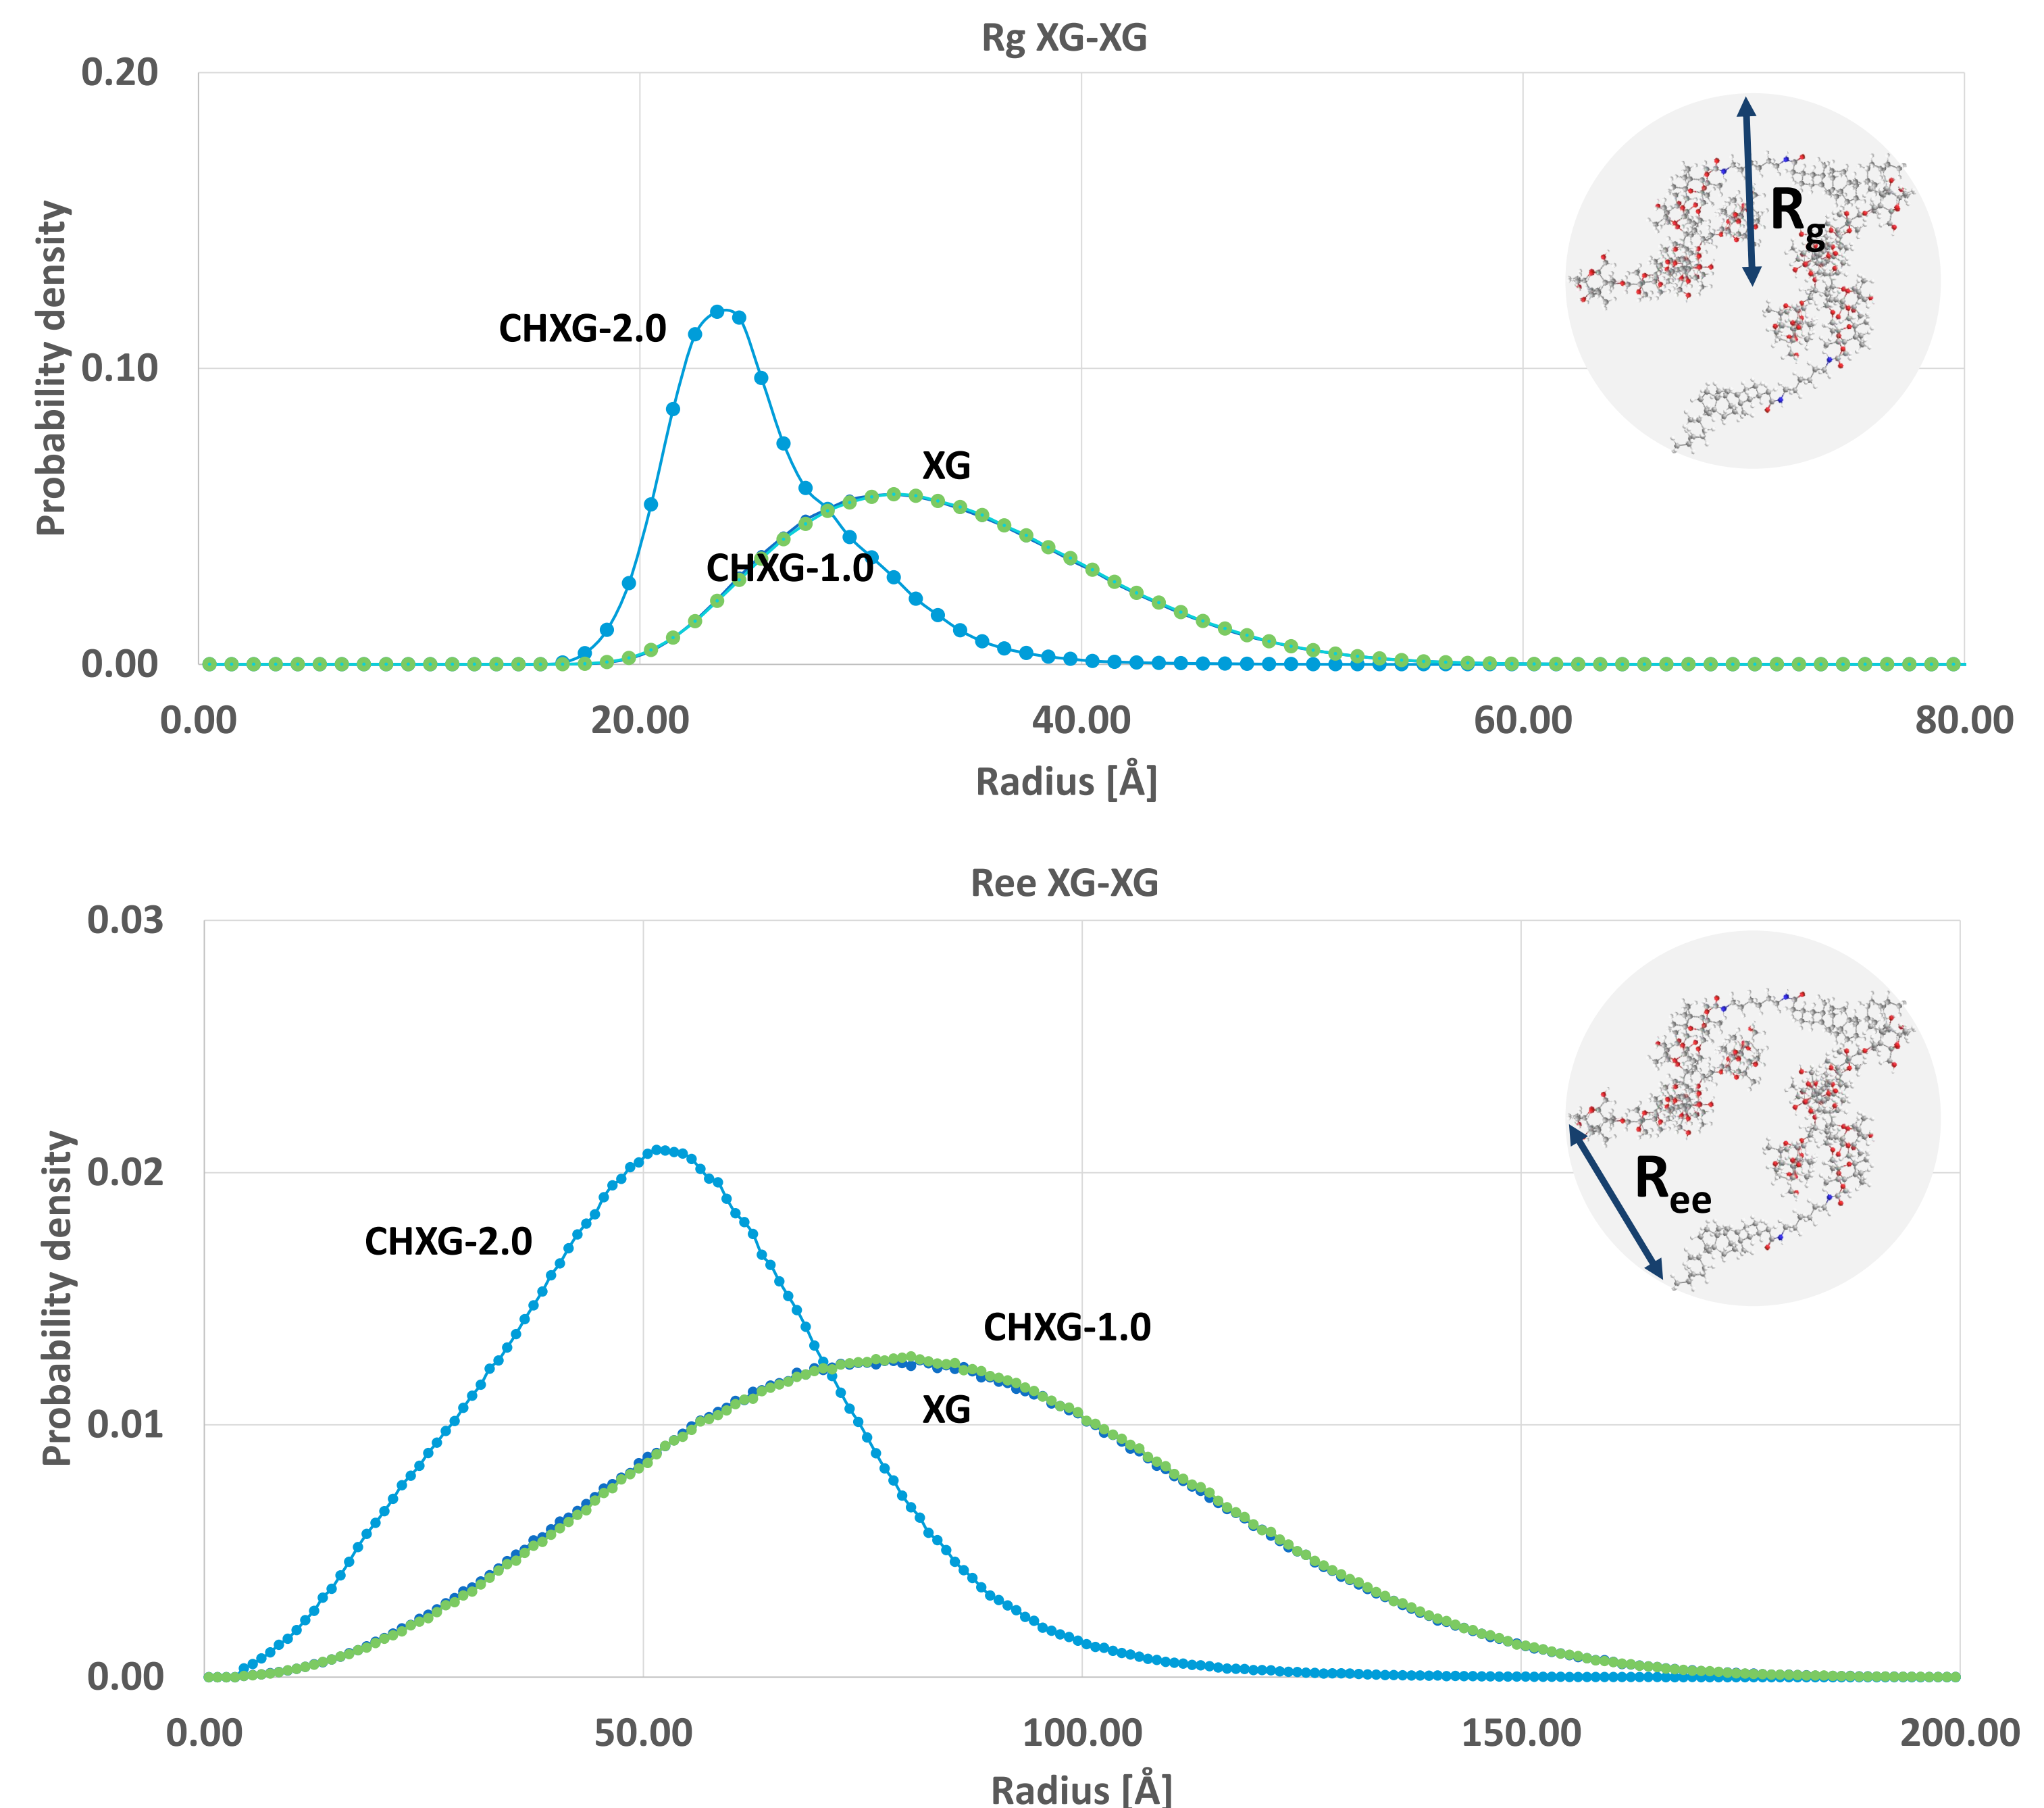 Rg XG-XG
0.20
Rg
Probability density
CHXG-2.0
0.10
XG
CHXG-1.0
0.00
0.00 20.00 40.00 60.00 80.00
Radius [Å]
Ree XG-XG
0.03
0.02
Ree
Probability density
CHXG-2.0
CHXG-1.0
XG
0.01
0.00
0.00 50.00 100.00 150.00 200.00
Radius [Å]